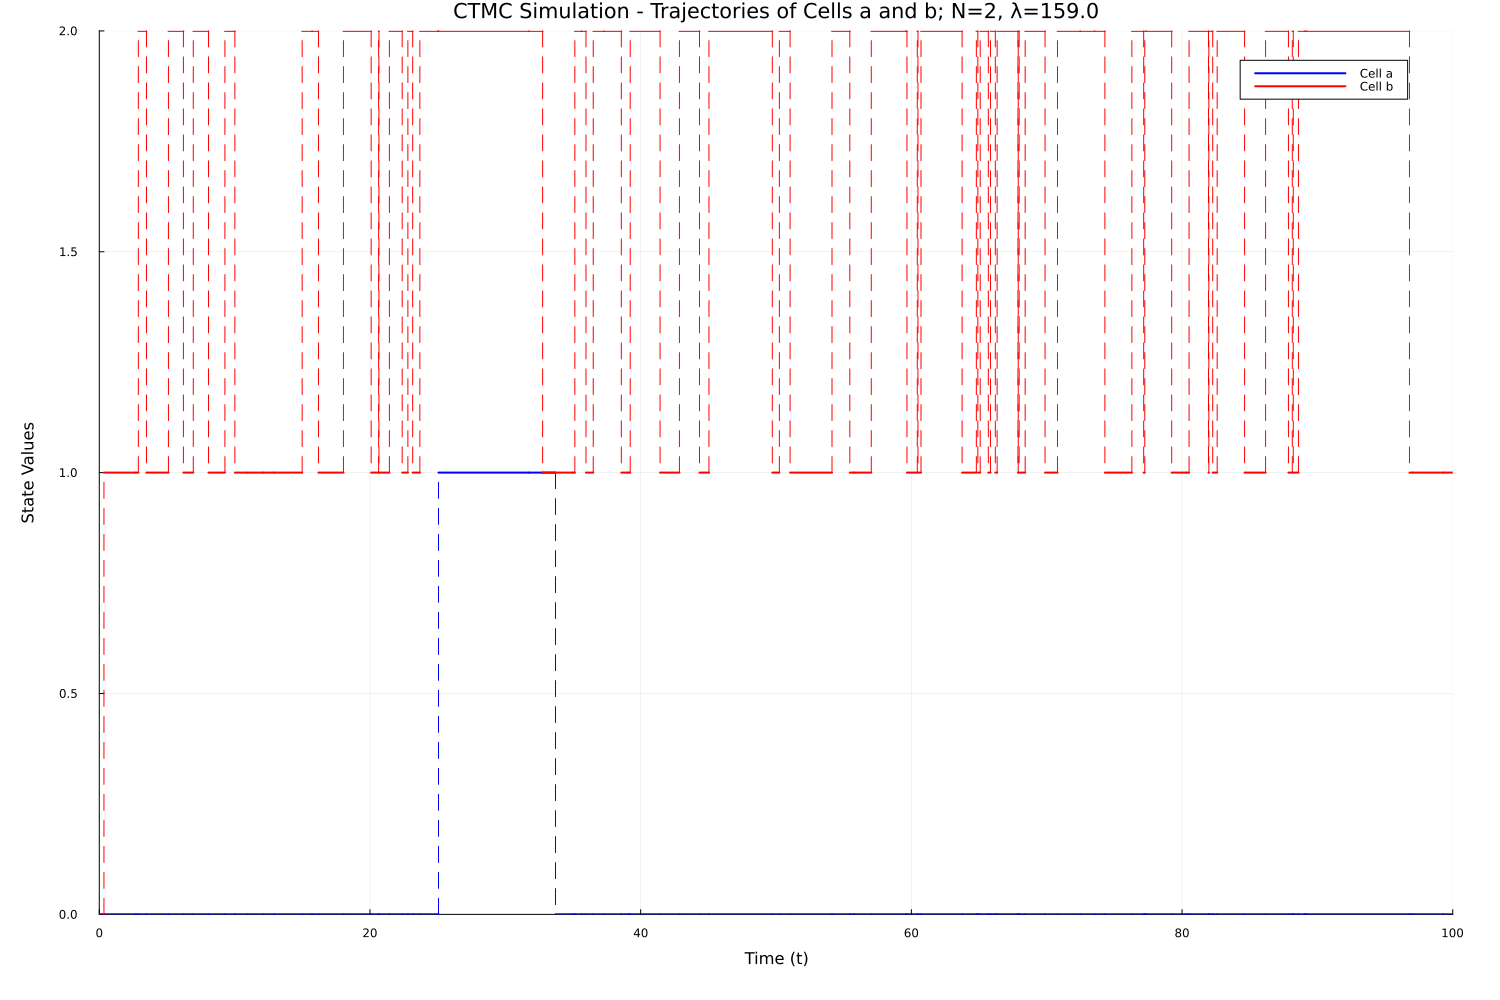 CTMC Simulation - Trajectories of Cells a and b; N=2, λ=159.0
2.0
Cell a
Cell b
1.5
1.0
State Values
0.5
0.0
0 20 40 60 80 100
Time (t)